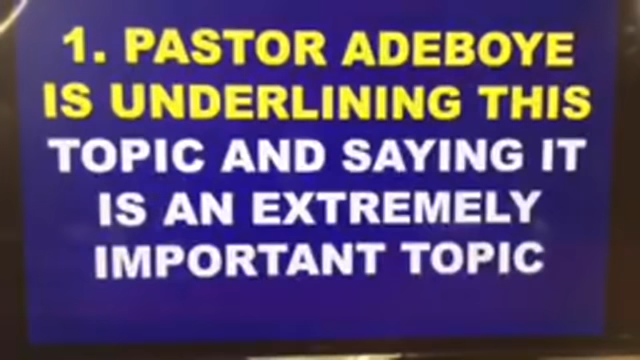 1. PASTOR ADEBOYE
IS UNDERLINING THIS
TOPIC AND SAYING IT
IS AN EXTREMELY
IMPORTANT TOPIC